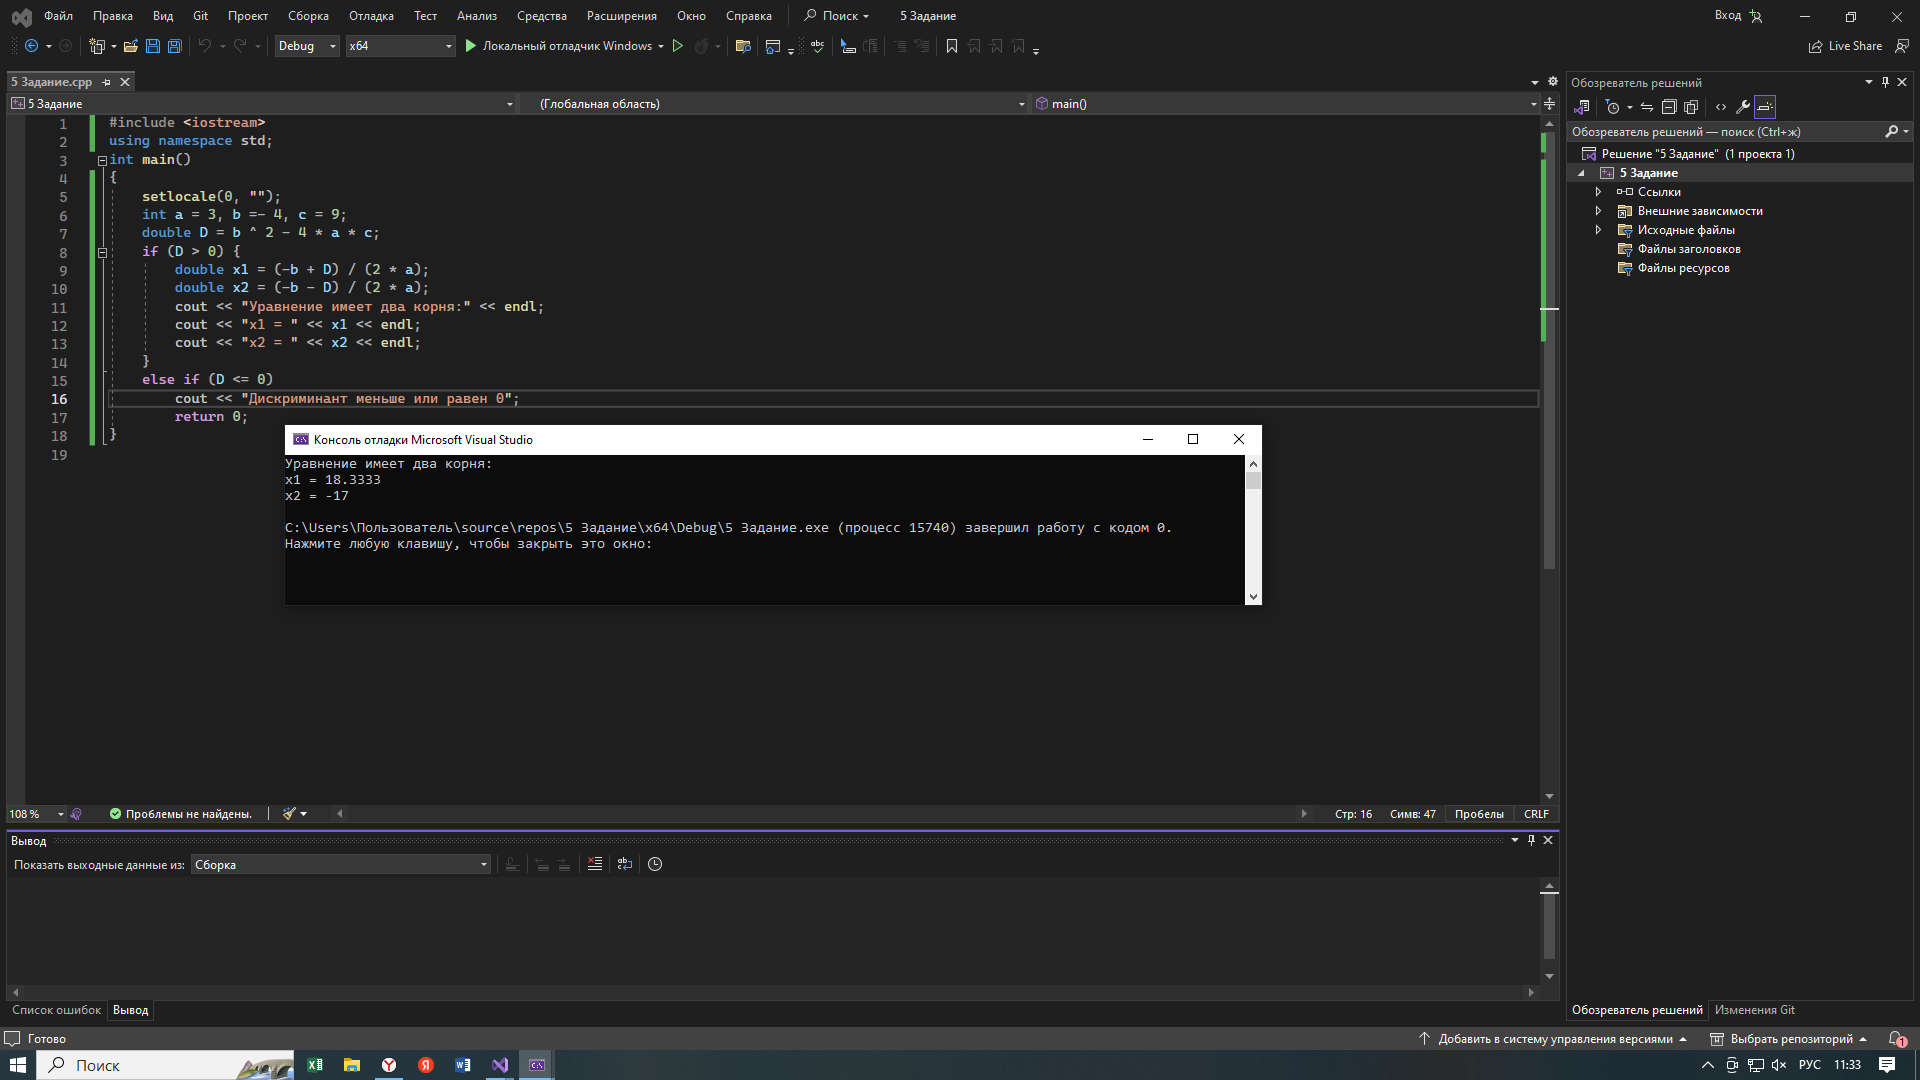 Файл Правка Вид Git Проект Сборка Отладка Тест Анализ Средства Расширения Окно Справка Поиск 5 Задание Вход
Debug x64 Локальный отладчик Windows Live Share
5 Задание.cpp
5 Задание (Глобальная область) main()
1 #include <iostream>
2 using namespace std;
3 int main()
4 {
5 setlocale(0, "");
6 int a = 3, b =- 4, c = 9;
7 double D = b ^ 2 - 4 * a * c;
8 if (D > 0) {
9 double x1 = (-b + D) / (2 * a);
10 double x2 = (-b - D) / (2 * a);
11 cout << "Уравнение имеет два корня:" << endl;
12 cout << "x1 = " << x1 << endl;
13 cout << "x2 = " << x2 << endl;
14 }
15 else if (D <= 0)
16 cout << "Дискриминант меньше или равен 0";
17 return 0;
18 }
19
Консоль отладки Microsoft Visual Studio
Уравнение имеет два корня:
x1 = 18.3333
x2 = -17
C:\Users\Пользователь\source\repos\5 Задание\x64\Debug\5 Задание.exe (процесс 15740) завершил работу с кодом 0.
Нажмите любую клавишу, чтобы закрыть это окно:
108 % Проблемы не найдены. Стр: 16 Симв: 47 Пробелы CRLF
Вывод
Показать выходные данные из: Сборка
Список ошибок Вывод
Обозреватель решений
Обозреватель решений — поиск (Ctrl+ж)
Решение "5 Задание" (1 проекта 1)
5 Задание
Ссылки
Внешние зависимости
Исходные файлы
Файлы заголовков
Файлы ресурсов
Обозреватель решений Изменения Git
Готово Добавить в систему управления версиями Выбрать репозиторий 1
Поиск РУС 11:33